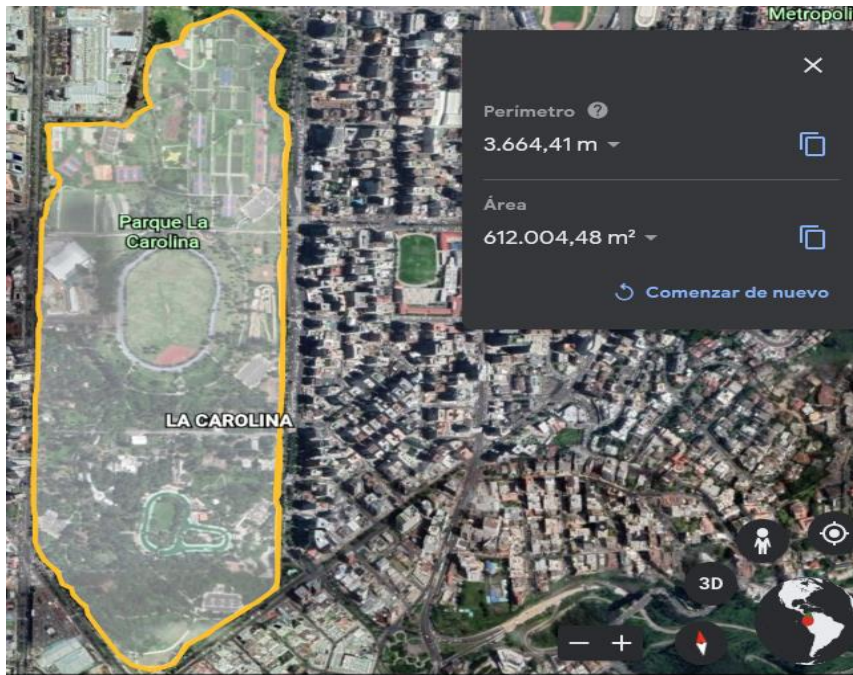 Metropoli
Perímetro ?
3.664,41 m
Área
612.004,48 m²
Comenzar de nuevo
Parque La
Carolina
LA CAROLINA
3D